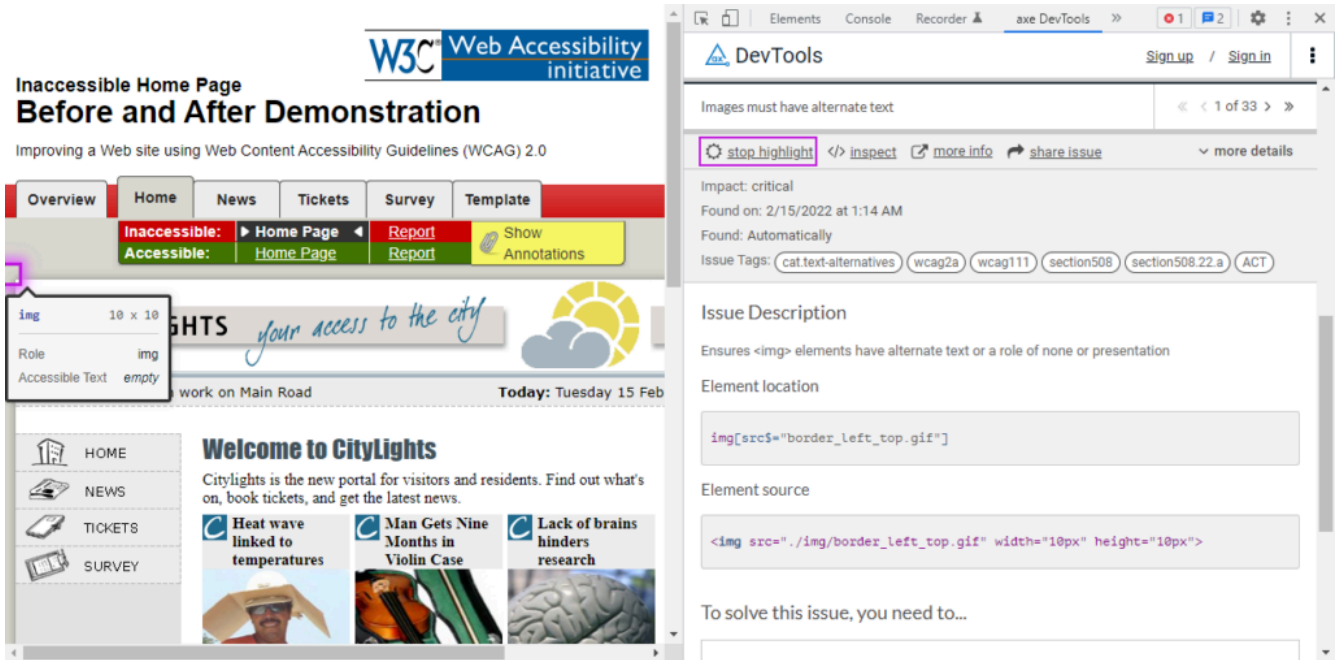 W3C® Web Accessibility
initiative
Inaccessible Home Page
Before and After Demonstration
Improving a Web site using Web Content Accessibility Guidelines (WCAG) 2.0
Overview Home News Tickets Survey Template
Inaccessible: Home Page Report
Accessible: Home Page Report
Show
Annotations
img 10 x 10
Role img
Accessible Text empty
GHTS your access to the city
work on Main Road Today: Tuesday 15 Feb
HOME
NEWS
TICKETS
SURVEY
Welcome to CityLights
Citylights is the new portal for visitors and residents. Find out what's
on, book tickets, and get the latest news.
C Heat wave
linked to
temperatures
C Man Gets Nine
Months in
Violin Case
C Lack of brains
hinders
research
Elements Console Recorder axe DevTools » 1 2
ax DevTools Sign up / Sign in
Images must have alternate text « < 1 of 33 > »
stop highlight </> inspect more info share issue more details
Impact: critical
Found on: 2/15/2022 at 1:14 AM
Found: Automatically
Issue Tags: cat.text-alternatives wcag2a wcag111 section508 section508.22.a ACT
Issue Description
Ensures <img> elements have alternate text or a role of none or presentation
Element location
img[src$="border_left_top.gif"]
Element source
<img src="./img/border_left_top.gif" width="10px" height="10px">
To solve this issue, you need to...